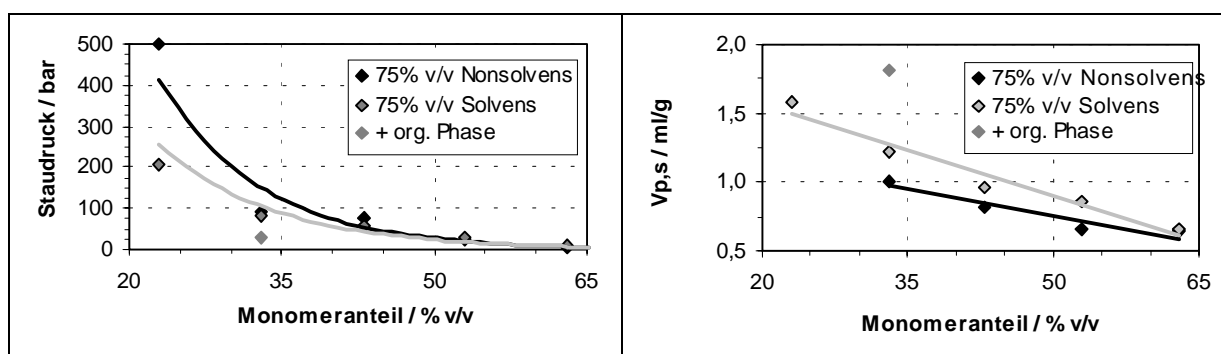 Staudruck / bar
500
400
300
200
100
0
75% v/v Nonsolvens
75% v/v Solvens
+ org. Phase
20
35
50
65
Monomeranteil / % v/v
Vp,s / ml/g
2,0
1,5
1,0
0,5
75% v/v Nonsolvens
75% v/v Solvens
+ org. Phase
20
35
50
65
Monomeranteil / % v/v